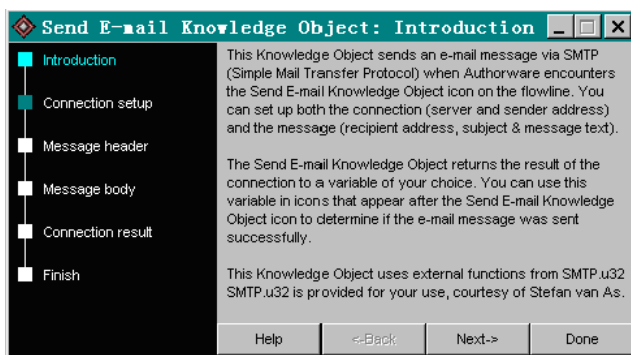 Send E-mail Knowledge Object: Introduction
Introduction
Connection setup
Message header
Message body
Connection result
Finish
This Knowledge Object sends an e-mail message via SMTP
(Simple Mail Transfer Protocol) when Authorware encounters
the Send E-mail Knowledge Object icon on the flowline. You
can set up both the connection (server and sender address)
and the message (recipient address, subject & message text).
The Send E-mail Knowledge Object returns the result of the
connection to a variable of your choice. You can use this
variable in icons that appear after the Send E-mail Knowledge
Object icon to determine if the e-mail message was sent
successfully.
This Knowledge Object uses external functions from SMTP.u32
SMTP.u32 is provided for your use, courtesy of Stefan van As.
Help
<-Back
Next->
Done